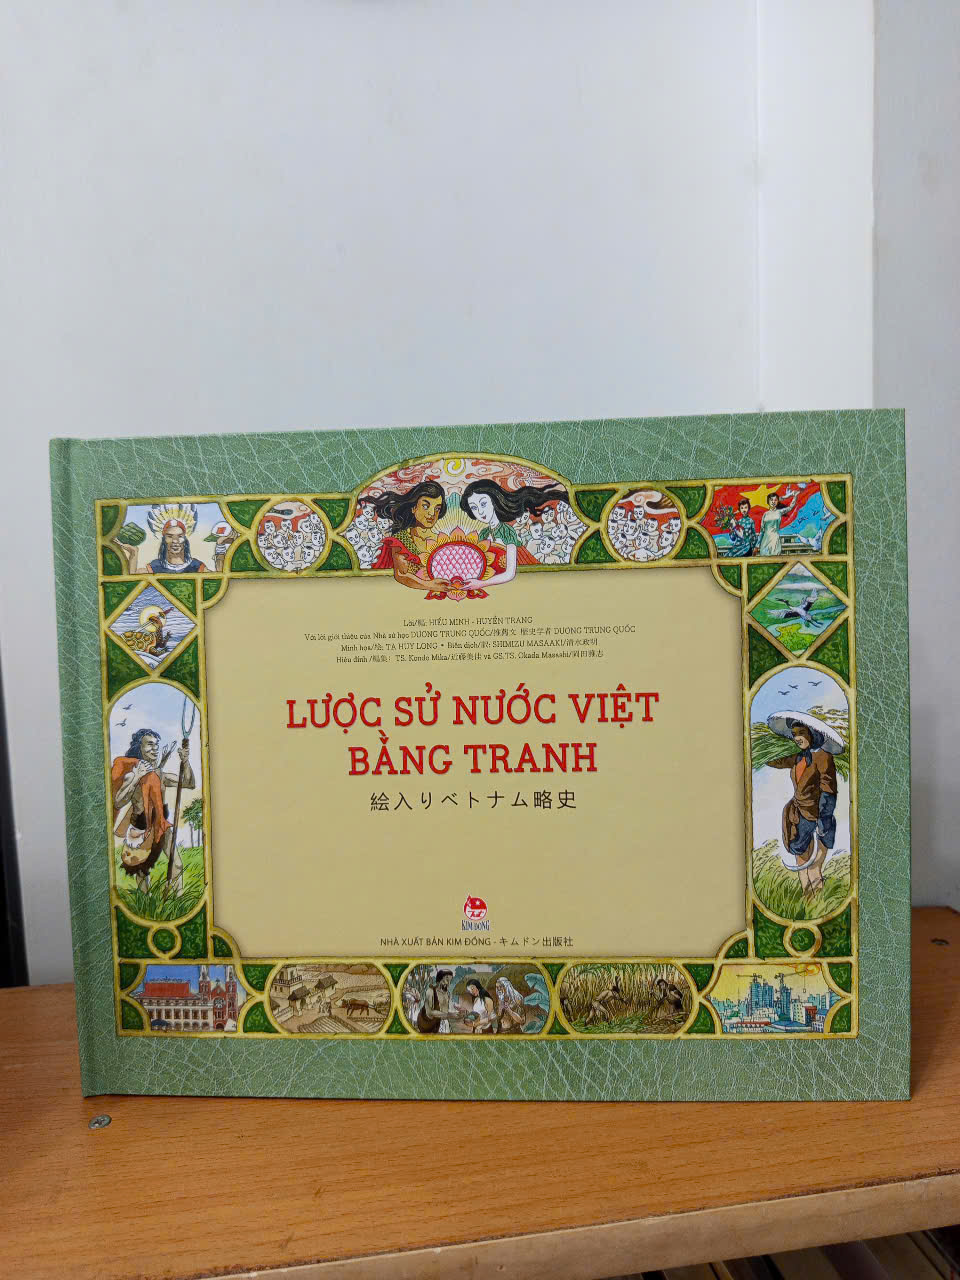 Lời/編: HIẾU MINH - HUYỀN TRANG
Với lời giới thiệu của Nhà sử học DƯƠNG TRUNG QUỐC/推薦文 歴史学者 DUONG TRUNG QUOC
Minh họa/絵: TẠ HUY LONG • Biên dịch/訳: SHIMIZU MASAAKI/清水政明
Hiệu đính/編集: TS. Kondo Mika/近藤美佳 và GS.TS. Okada Masashi/岡田雅志
LƯỢC SỬ NƯỚC VIỆT
BẰNG TRANH
絵入りベトナム略史
KIM ĐỒNG
NHÀ XUẤT BẢN KIM ĐỒNG - キムドン出版社